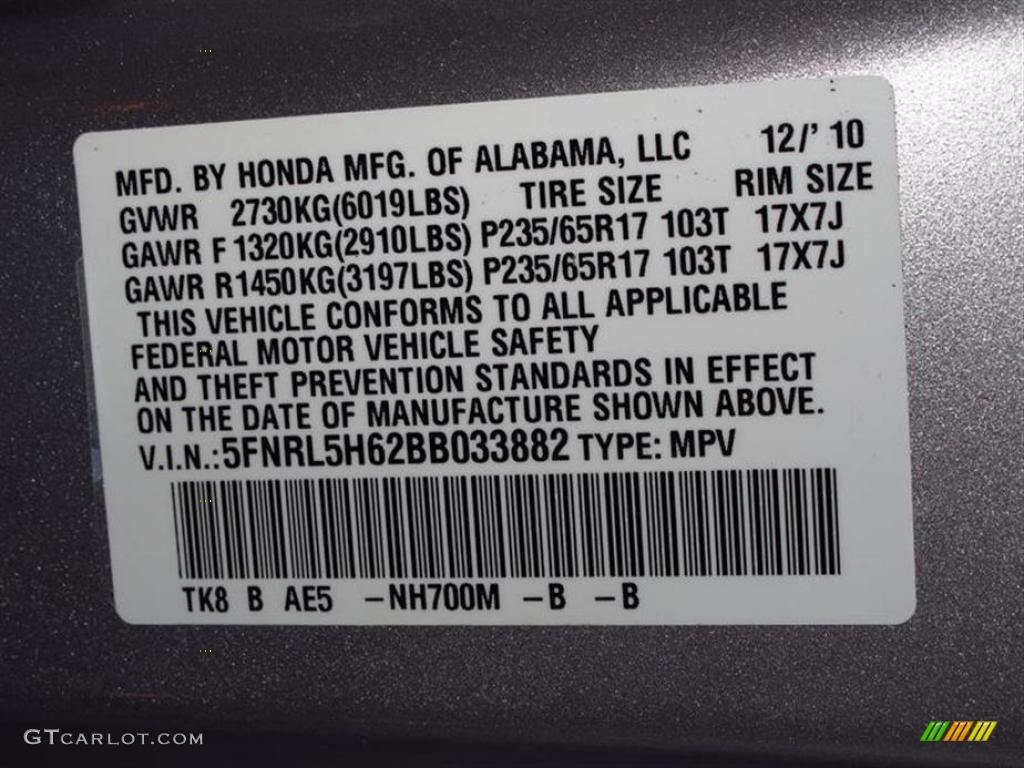 MFD. BY HONDA MFG. OF ALABAMA, LLC 12/' 10
GVWR 2730KG(6019LBS) TIRE SIZE RIM SIZE
GAWR F 1320KG(2910LBS) P235/65R17 103T 17X7J
GAWR R1450KG(3197LBS) P235/65R17 103T 17X7J
THIS VEHICLE CONFORMS TO ALL APPLICABLE
FEDERAL MOTOR VEHICLE SAFETY
AND THEFT PREVENTION STANDARDS IN EFFECT
ON THE DATE OF MANUFACTURE SHOWN ABOVE.
V.I.N.:5FNRL5H62BB033882 TYPE: MPV
TK8 B AE5 -NH700M -B -B
GTCARLOT.COM